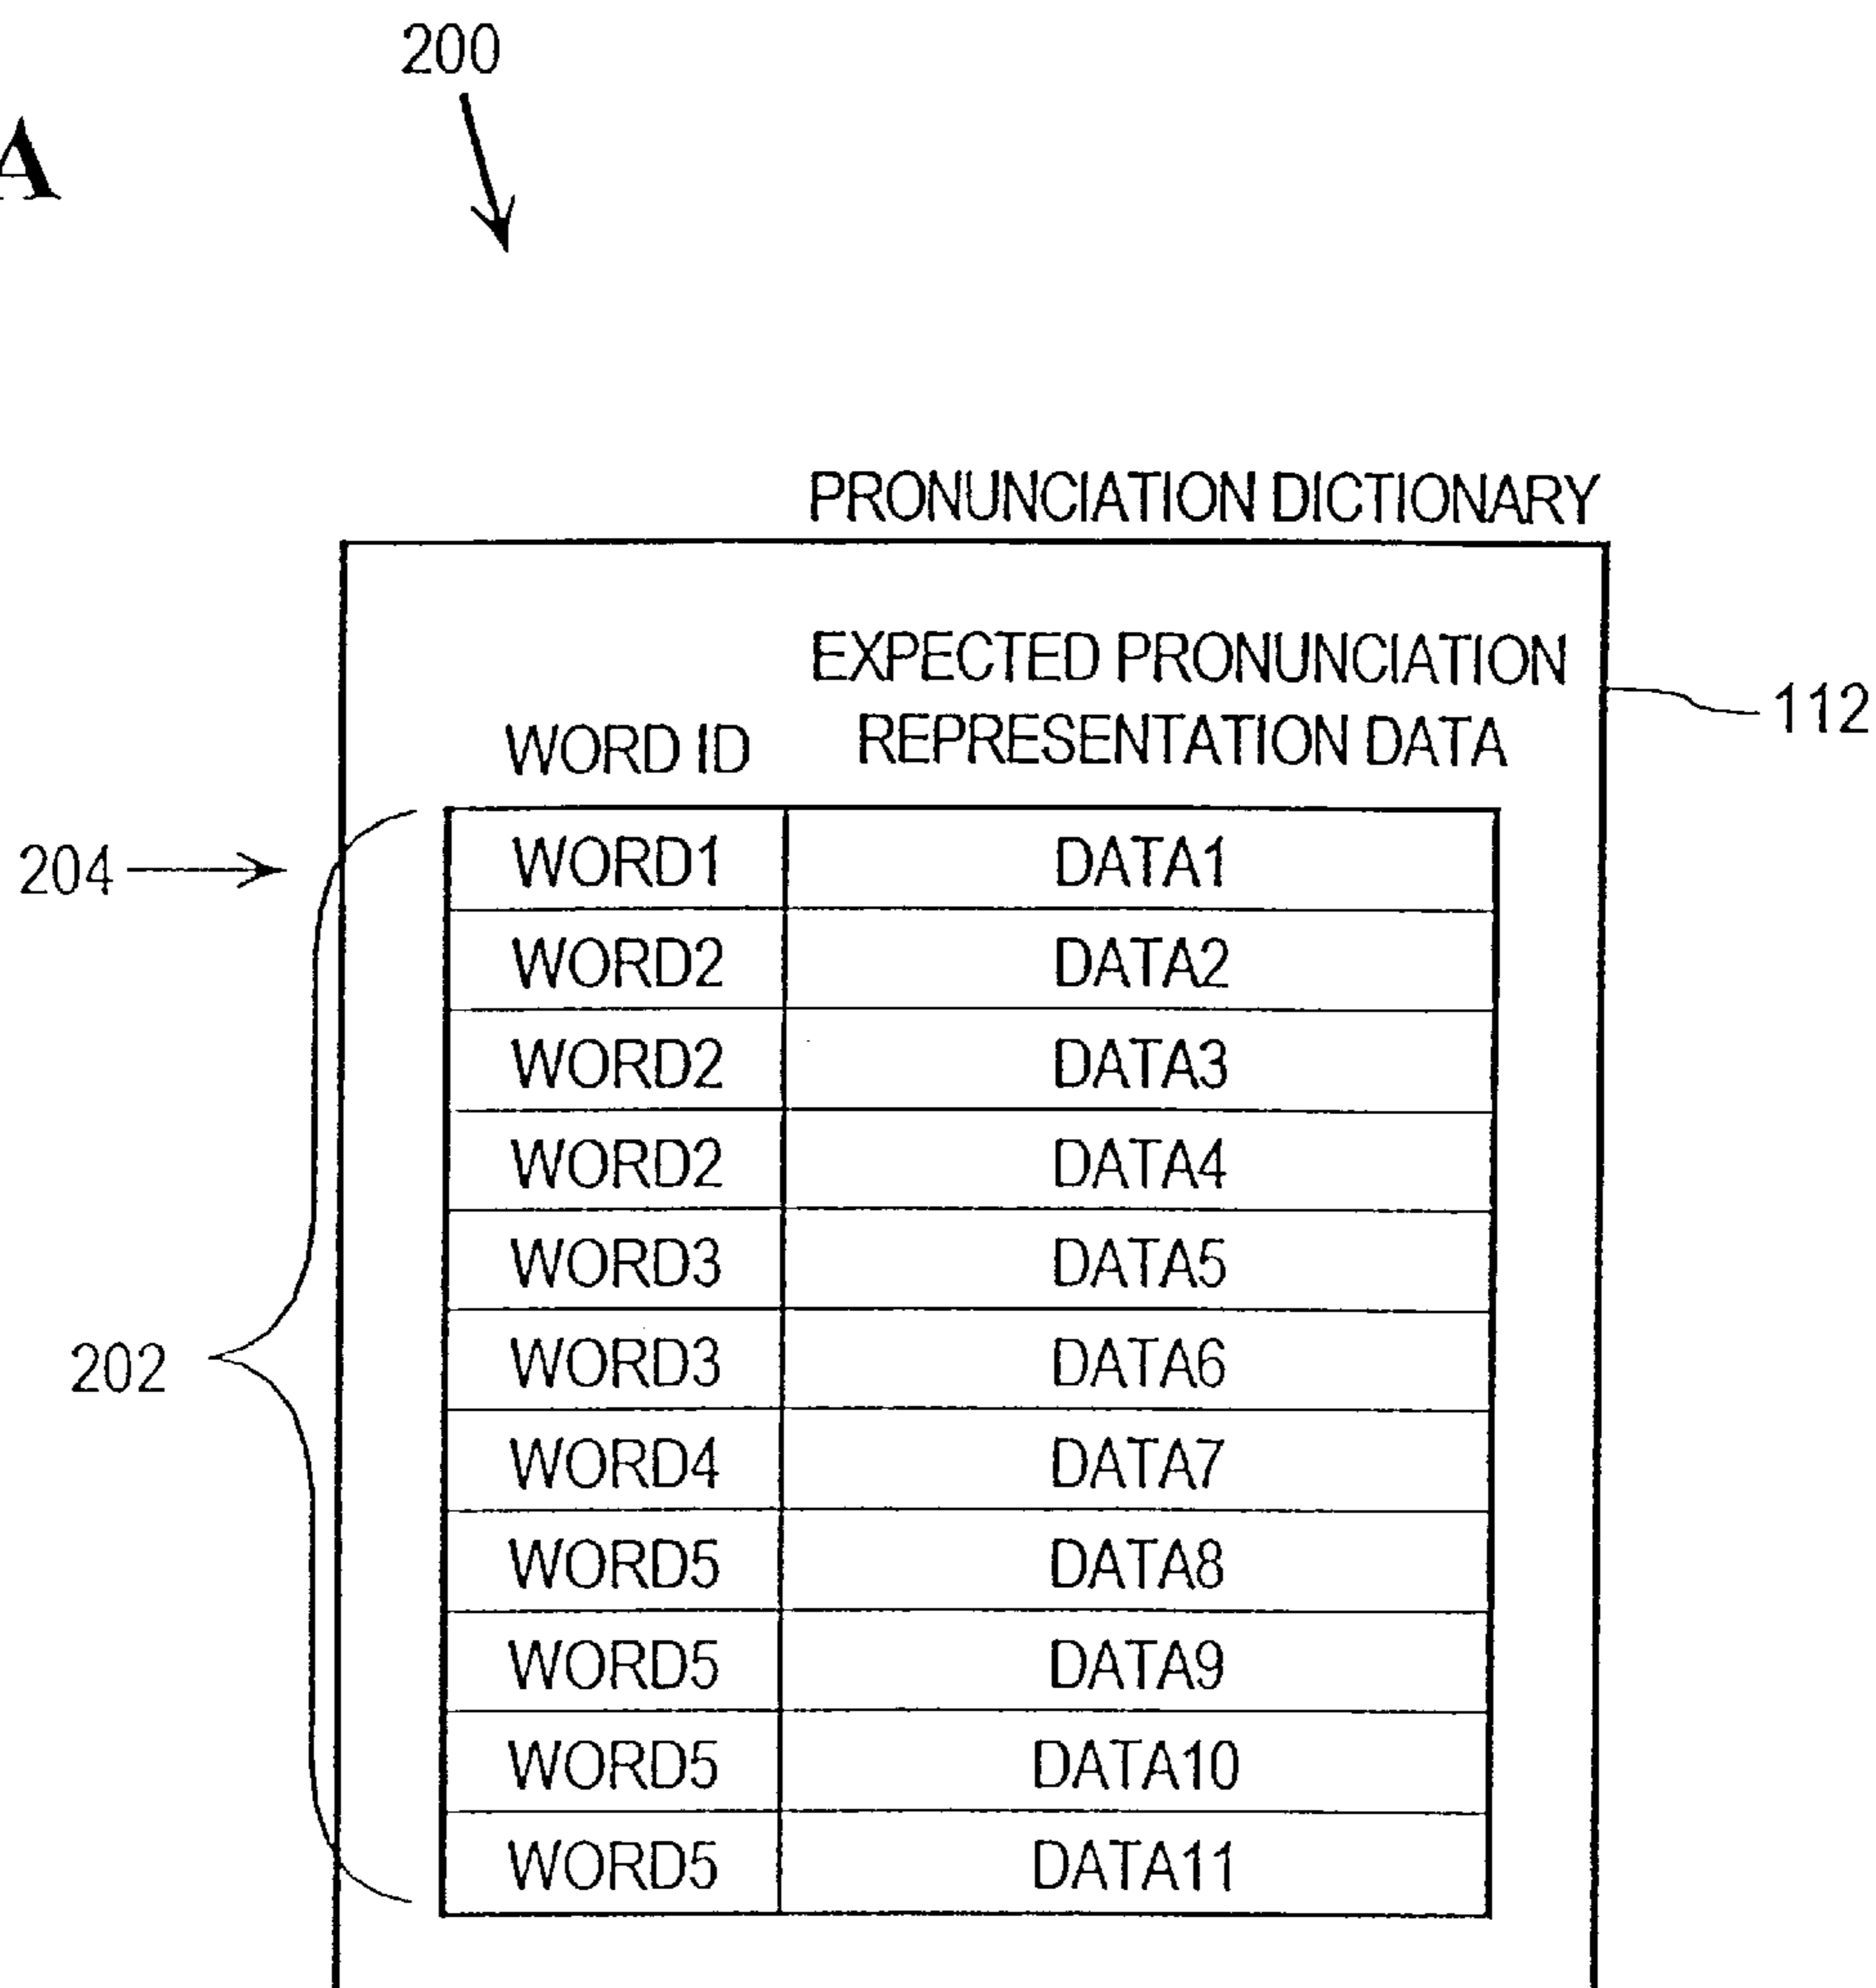 200
A
PRONUNCIATION DICTIONARY
EXPECTED PRONUNCIATION
REPRESENTATION DATA
112
WORD ID
204
WORD1 DATA1
WORD2 DATA2
WORD2 DATA3
WORD2 DATA4
WORD3 DATA5
202
WORD3 DATA6
WORD4 DATA7
WORD5 DATA8
WORD5 DATA9
WORD5 DATA10
WORD5 DATA11